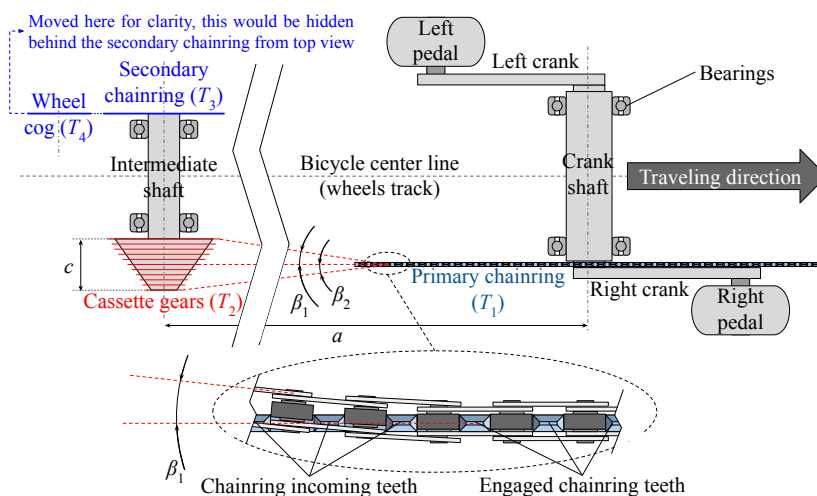 Moved here for clarity, this would be hidden
behind the secondary chainring from top view
Left
pedal
Left crank
Bearings
Secondary
chainring (T3)
Wheel
cog (T4)
Intermediate
shaft
Bicycle center line
(wheels track)
Crank
shaft
Traveling direction
c
Cassette gears (T2)
β1
β2
Primary chainring
(T1)
Right crank
Right
pedal
a
β1
Chainring incoming teeth
Engaged chainring teeth